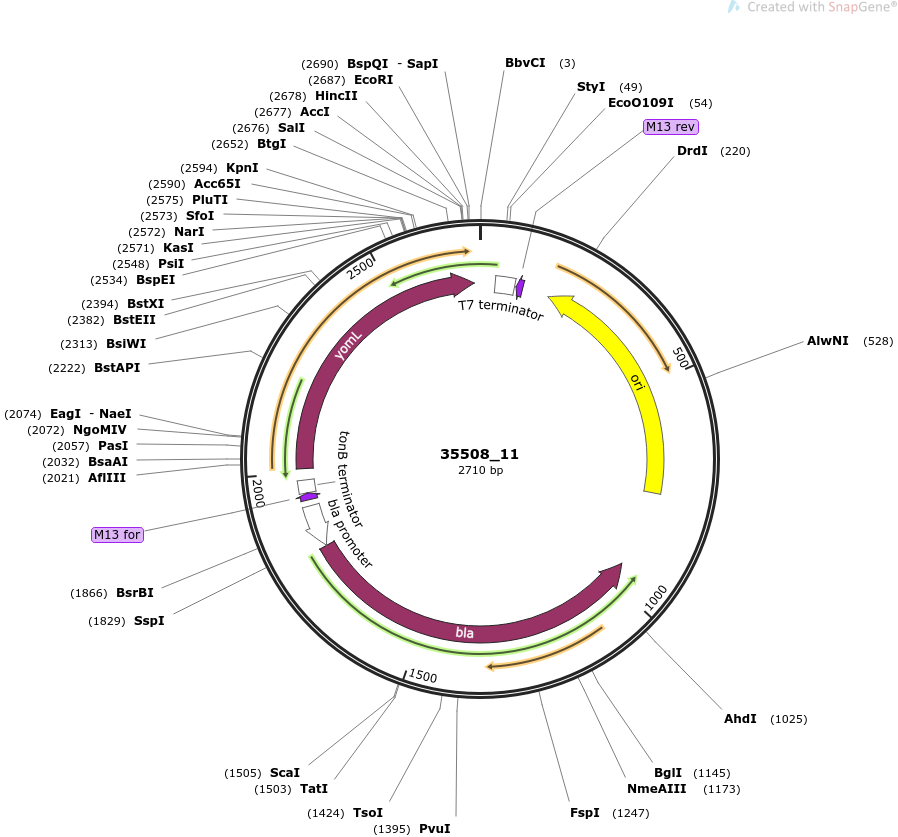 Created with SnapGene®
(2690) BspQI - SapI
(2687) EcoRI
(2678) HincII
(2677) AccI
(2676) SalI
(2652) BtgI
(2594) KpnI
(2590) Acc65I
(2575) PluTI
(2573) SfoI
(2572) NarI
(2571) KasI
(2548) PsiI
(2534) BspEI
(2394) BstXI
(2382) BstEII
(2313) BsiWI
(2222) BstAPI
(2074) EagI - NaeI
(2072) NgoMIV
(2057) PasI
(2032) BsaAI
(2021) AflIII
M13 for
(1866) BsrBI
(1829) SspI
(1505) ScaI
(1503) TatI
(1424) TsoI
(1395) PvuI
BbvCI (3)
StyI (49)
EcoO109I (54)
M13 rev
DrdI (220)
AlwNI (528)
AhdI (1025)
BglI (1145)
NmeAIII (1173)
FspI (1247)
500
1000
1500
2000
2500
T7 terminator
ori
yomL
tonB terminator
bla promoter
bla
35508_11
2710 bp